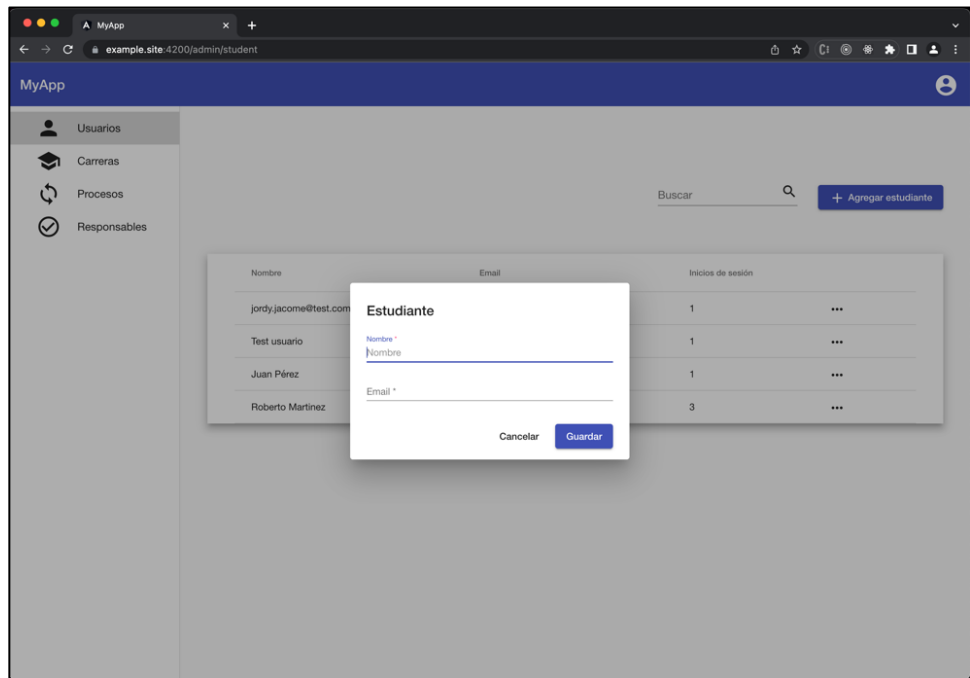 MyApp
example.site:4200/admin/student
MyApp
Usuarios
Carreras
Procesos
Responsables
Buscar
Agregar estudiante
Nombre Email Inicios de sesión
jordy.jacome@test.com 1
Test usuario 1
Juan Pérez 1
Roberto Martinez 3
Estudiante
Nombre *
Nombre
Email *
Cancelar Guardar